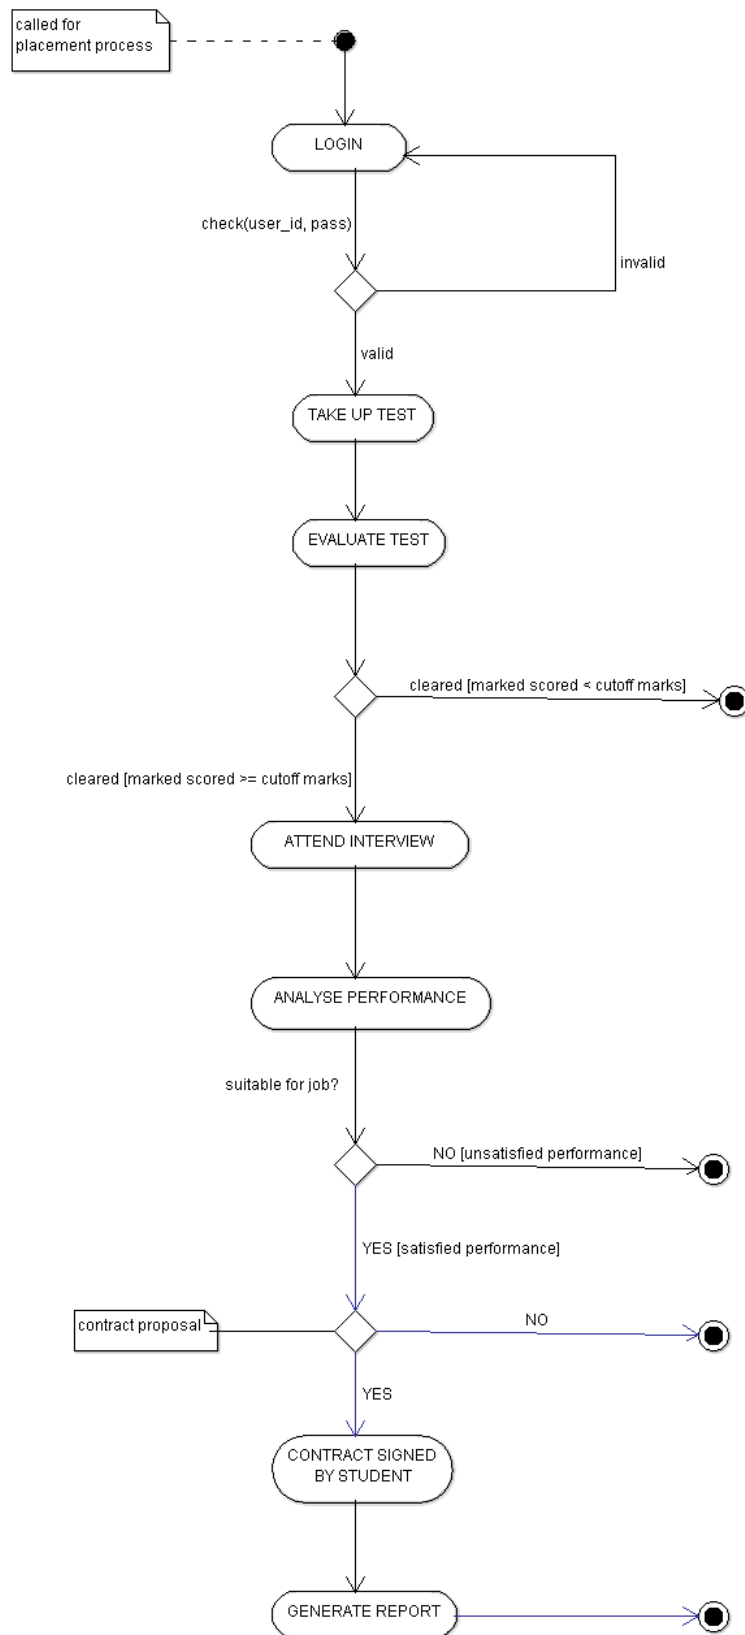 called for
placement process
LOGIN
check(user_id, pass)
invalid
valid
TAKE UP TEST
EVALUATE TEST
cleared [marked scored < cutoff marks]
cleared [marked scored >= cutoff marks]
ATTEND INTERVIEW
ANALYSE PERFORMANCE
suitable for job?
NO [unsatisfied performance]
YES [satisfied performance]
contract proposal
NO
YES
CONTRACT SIGNED
BY STUDENT
GENERATE REPORT